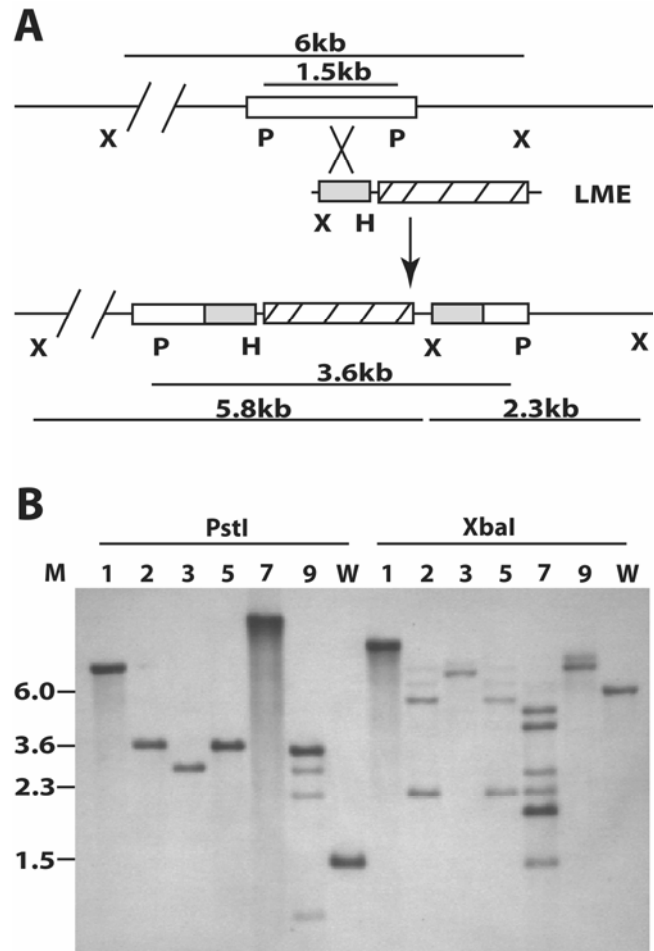 A
6kb
1.5kb
X P P X
LME
X H
X P H X P X
3.6kb
5.8kb 2.3kb
B
PstI XbaI
M 1 2 3 5 7 9 W 1 2 3 5 7 9 W
6.0
3.6
2.3
1.5